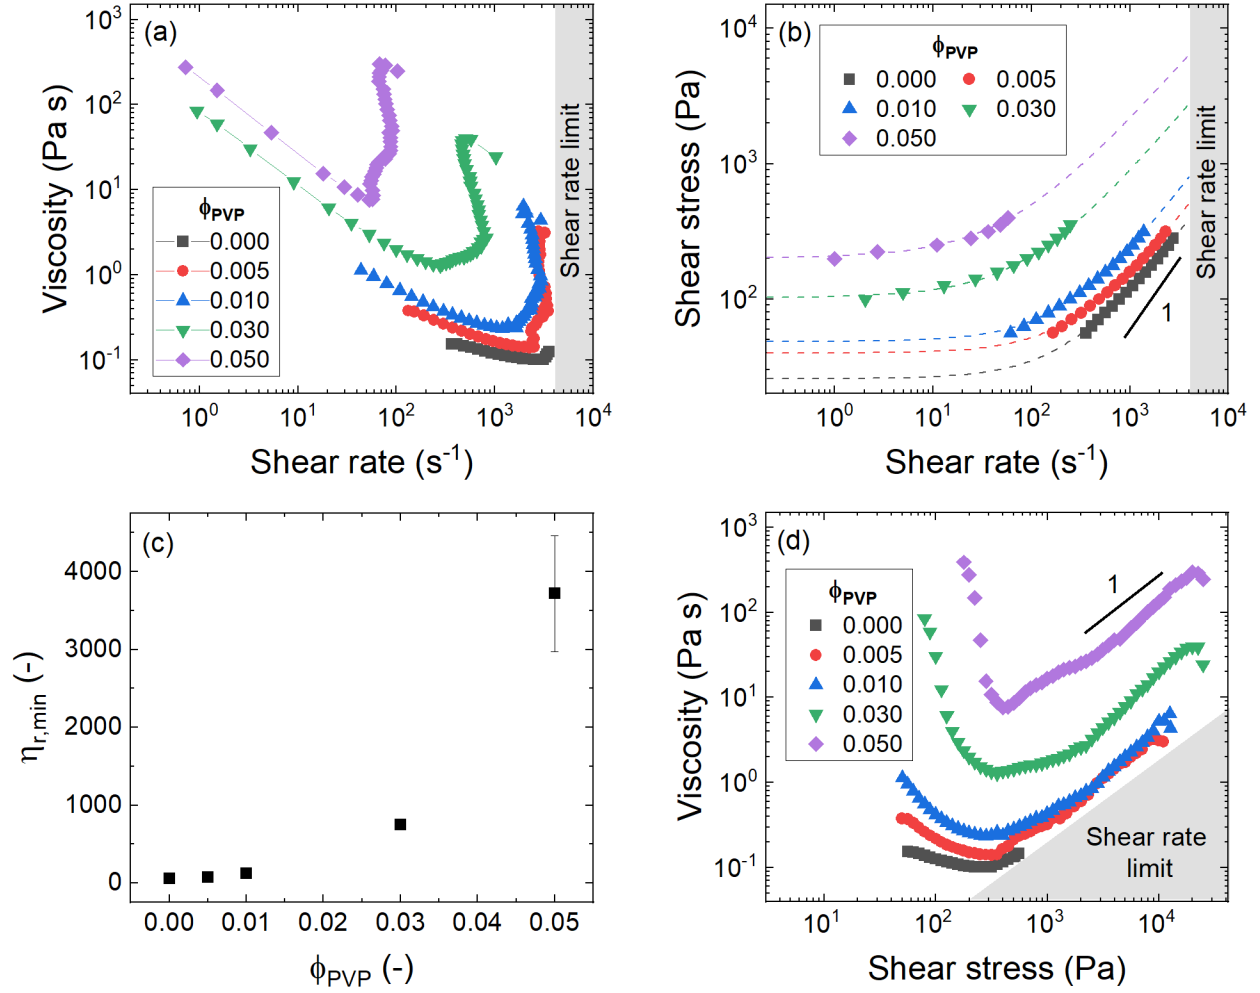 (a)
10³
10²
10¹
10⁰
10⁻¹
Viscosity (Pa s)
ϕPVP
0.000
0.005
0.010
0.030
0.050
Shear rate limit
10⁰ 10¹ 10² 10³ 10⁴
Shear rate (s⁻¹)
(b)
10⁴
10³
10²
Shear stress (Pa)
ϕPVP
0.000 0.005
0.010 0.030
0.050
1
Shear rate limit
10⁰ 10¹ 10² 10³ 10⁴
Shear rate (s⁻¹)
(c)
4000
3000
2000
1000
0
ηr,min (-)
0.00 0.01 0.02 0.03 0.04 0.05
ϕPVP (-)
(d)
10³
10²
10¹
10⁰
10⁻¹
Viscosity (Pa s)
ϕPVP
0.000
0.005
0.010
0.030
0.050
1
Shear rate
limit
10¹ 10² 10³ 10⁴
Shear stress (Pa)